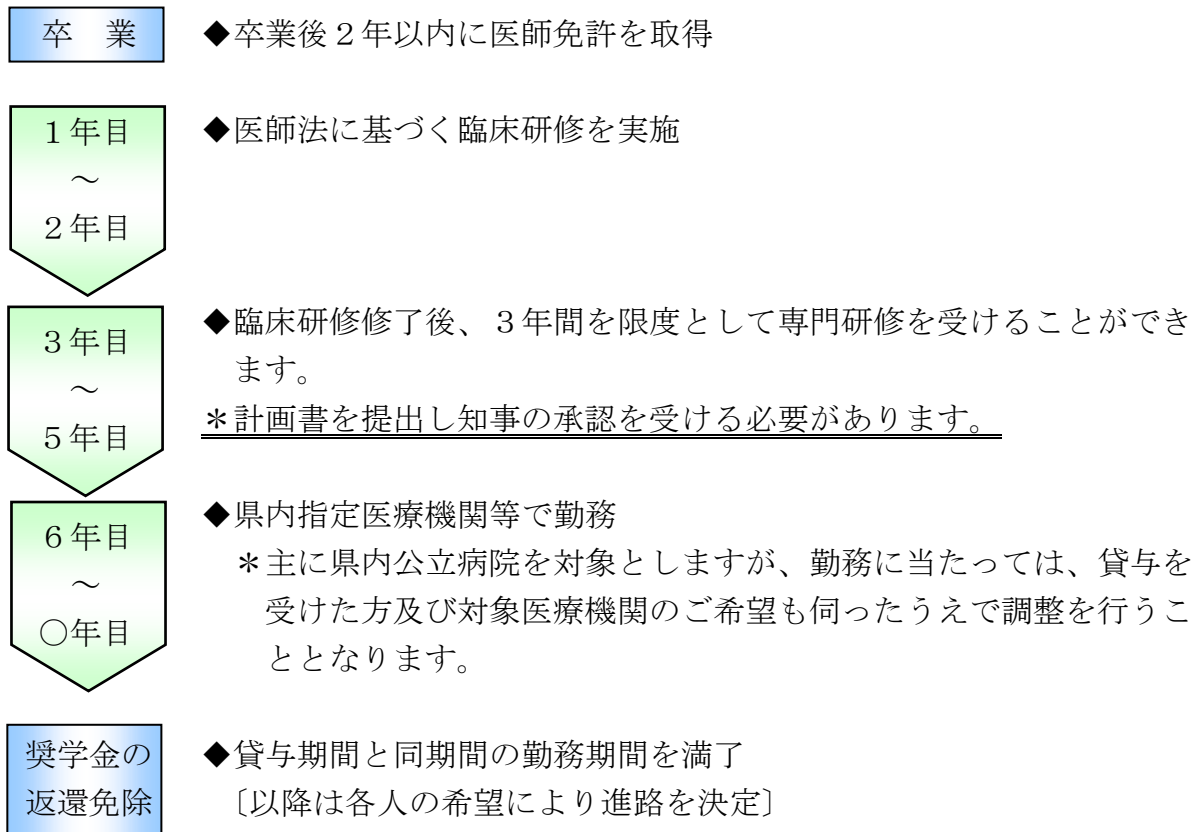 卒　業
◆卒業後２年以内に医師免許を取得
１年目
～
２年目
◆医師法に基づく臨床研修を実施
３年目
～
５年目
◆臨床研修修了後、３年間を限度として専門研修を受けることができ
ます。
＊計画書を提出し知事の承認を受ける必要があります。
６年目
～
○年目
◆県内指定医療機関等で勤務
＊主に県内公立病院を対象としますが、勤務に当たっては、貸与を
受けた方及び対象医療機関のご希望も伺ったうえで調整を行うこ
ととなります。
奨学金の
返還免除
◆貸与期間と同期間の勤務期間を満了
〔以降は各人の希望により進路を決定〕